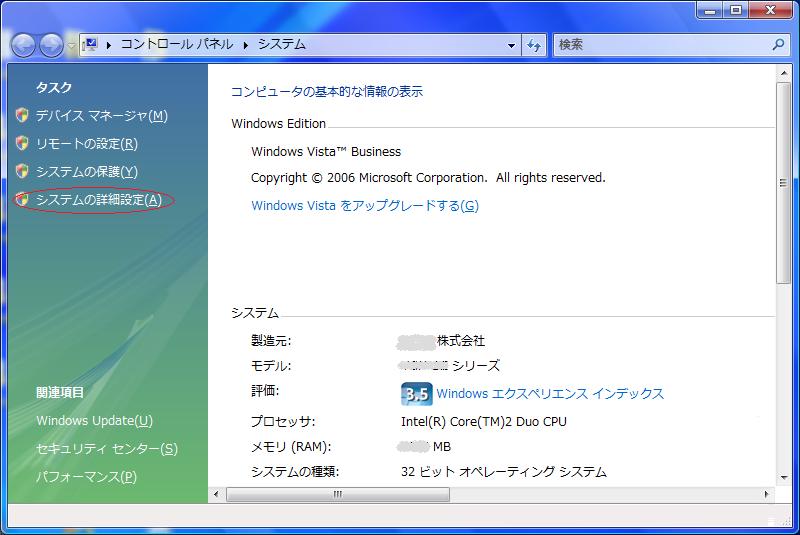 コントロール パネル ▸ システム
検索
タスク
デバイス マネージャ(M)
リモートの設定(R)
システムの保護(Y)
システムの詳細設定(A)
関連項目
Windows Update(U)
セキュリティ センター(S)
パフォーマンス(P)
コンピュータの基本的な情報の表示
Windows Edition
Windows Vista™ Business
Copyright © 2006 Microsoft Corporation. All rights reserved.
Windows Vista をアップグレードする(G)
システム
製造元: 株式会社
モデル: シリーズ
評価: 3.5 Windows エクスペリエンス インデックス
プロセッサ: Intel(R) Core(TM)2 Duo CPU
メモリ (RAM): MB
システムの種類: 32 ビット オペレーティング システム